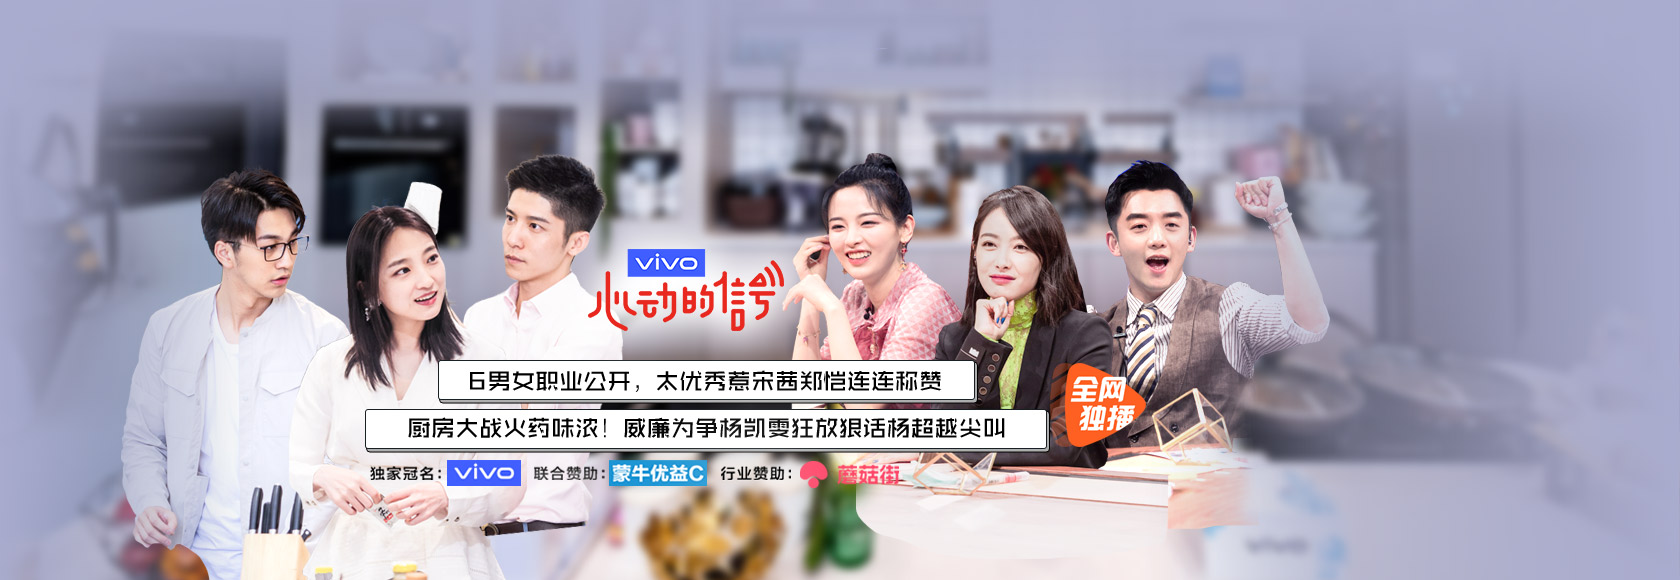 vivo
心动的信号
6男女职业公开，太优秀惹宋茜郑恺连连称赞
厨房大战火药味浓！威廉为争杨凯雯狂放狠话杨超越尖叫
全网
独播
独家冠名：vivo 联合赞助：蒙牛优益C 行业赞助：蘑菇街
vivo